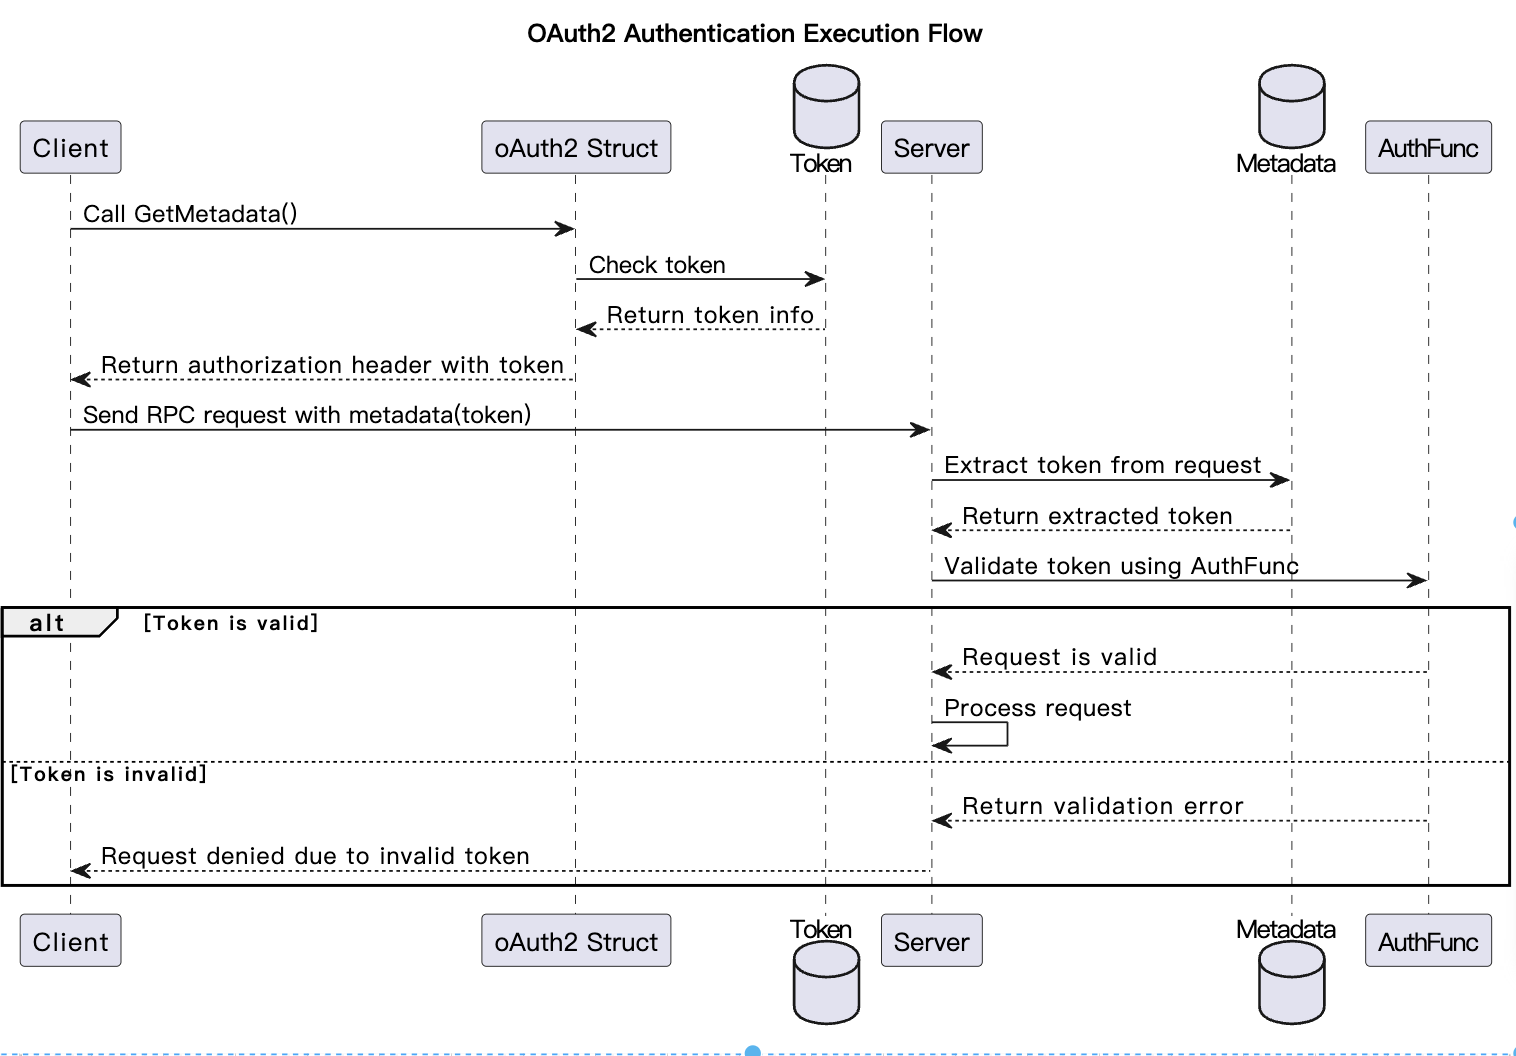 OAuth2 Authentication Execution Flow
Client
oAuth2 Struct
Token
Server
Metadata
AuthFunc
Call GetMetadata()
Check token
Return token info
Return authorization header with token
Send RPC request with metadata(token)
Extract token from request
Return extracted token
Validate token using AuthFunc
alt [Token is valid]
Request is valid
Process request
[Token is invalid]
Return validation error
Request denied due to invalid token
Client
oAuth2 Struct
Token
Server
Metadata
AuthFunc